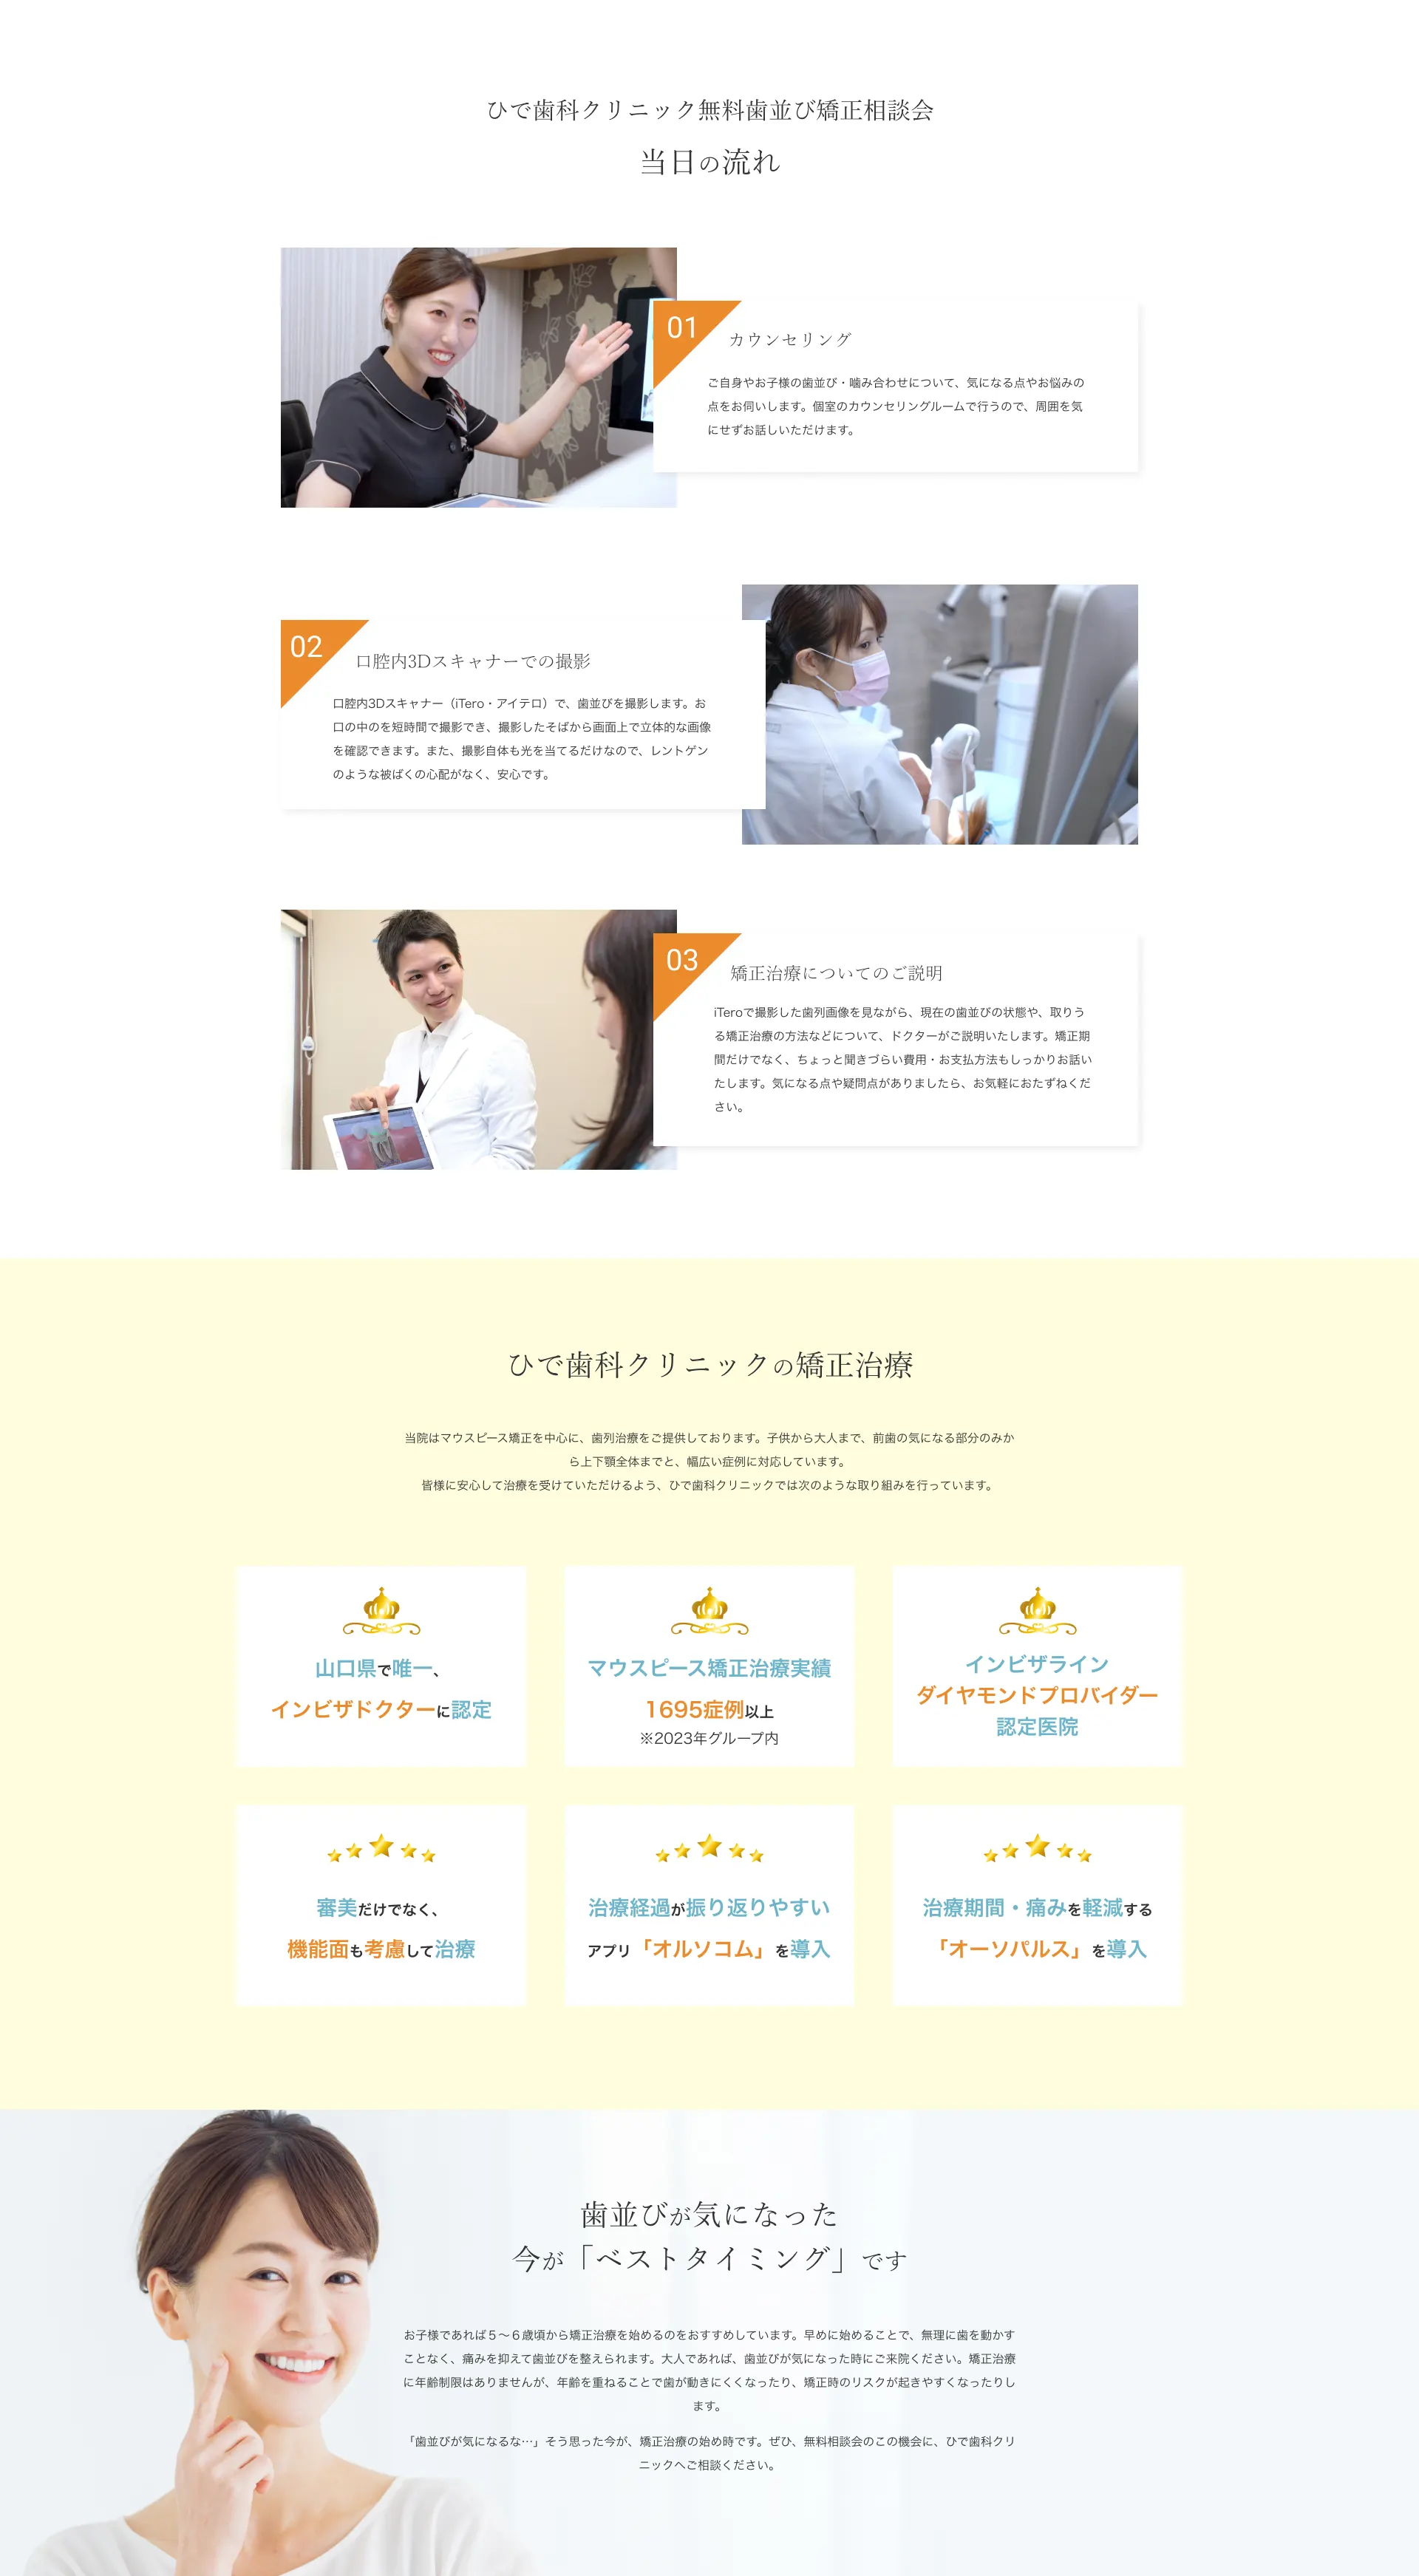 ひで歯科クリニック無料歯並び矯正相談会
当日の流れ
01
カウンセリング
ご自身やお子様の歯並び・噛み合わせについて、気になる点やお悩みの
点をお伺いします。個室のカウンセリングルームで行うので、周囲を気
にせずお話しいただけます。
02
口腔内3Dスキャナーでの撮影
口腔内3Dスキャナー（iTero・アイテロ）で、歯並びを撮影します。お
口の中のを短時間で撮影でき、撮影したそばから画面上で立体的な画像
を確認できます。また、撮影自体も光を当てるだけなので、レントゲン
のような被ばくの心配がなく、安心です。
03
矯正治療についてのご説明
iTeroで撮影した歯列画像を見ながら、現在の歯並びの状態や、取りう
る矯正治療の方法などについて、ドクターがご説明いたします。矯正期
間だけでなく、ちょっと聞きづらい費用・お支払方法もしっかりお話い
たします。気になる点や疑問点がありましたら、お気軽におたずねくだ
さい。
ひで歯科クリニックの矯正治療
当院はマウスピース矯正を中心に、歯列治療をご提供しております。子供から大人まで、前歯の気になる部分のみか
ら上下顎全体までと、幅広い症例に対応しています。
皆様に安心して治療を受けていただけるよう、ひで歯科クリニックでは次のような取り組みを行っています。
山口県で唯一、
インビザドクターに認定
マウスピース矯正治療実績
1695症例以上
※2023年グループ内
インビザライン
ダイヤモンドプロバイダー
認定医院
審美だけでなく、
機能面も考慮して治療
治療経過が振り返りやすい
アプリ「オルソコム」を導入
治療期間・痛みを軽減する
「オーソパルス」を導入
歯並びが気になった
今が「ベストタイミング」です
お子様であれば５〜６歳頃から矯正治療を始めるのをおすすめしています。早めに始めることで、無理に歯を動かす
ことなく、痛みを抑えて歯並びを整えられます。大人であれば、歯並びが気になった時にご来院ください。矯正治療
に年齢制限はありませんが、年齢を重ねることで歯が動きにくくなったり、矯正時のリスクが起きやすくなったりし
ます。
「歯並びが気になるな…」そう思った今が、矯正治療の始め時です。ぜひ、無料相談会のこの機会に、ひで歯科クリ
ニックへご相談ください。